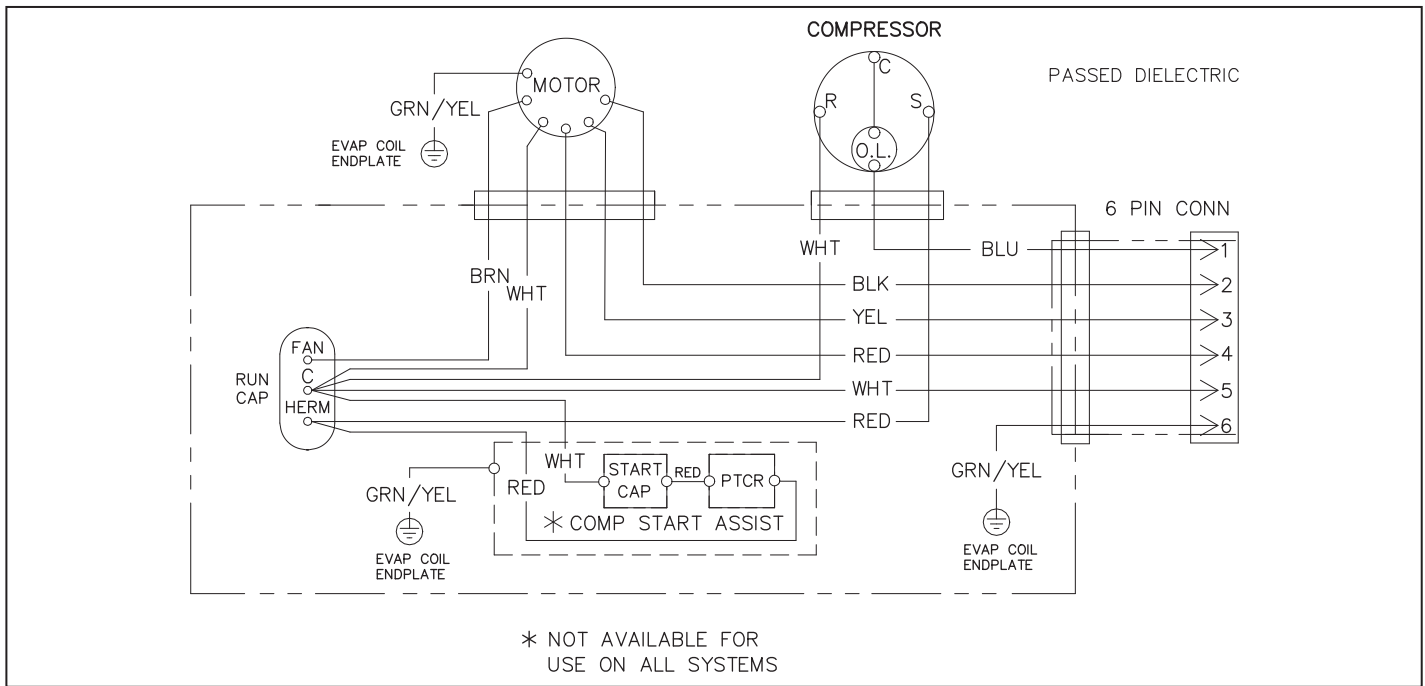 COMPRESSOR
C
PASSED DIELECTRIC
MOTOR
R
S
GRN/YEL
EVAP COIL
ENDPLATE
O.L.
6 PIN CONN
WHT
BLU
1
BRN
WHT
BLK
2
YEL
3
FAN
RED
4
RUN
CAP
C
WHT
5
HERM
RED
6
WHT
START
CAP
RED
PTCR
GRN/YEL
RED
GRN/YEL
* COMP START ASSIST
EVAP COIL
ENDPLATE
EVAP COIL
ENDPLATE
* NOT AVAILABLE FOR
USE ON ALL SYSTEMS